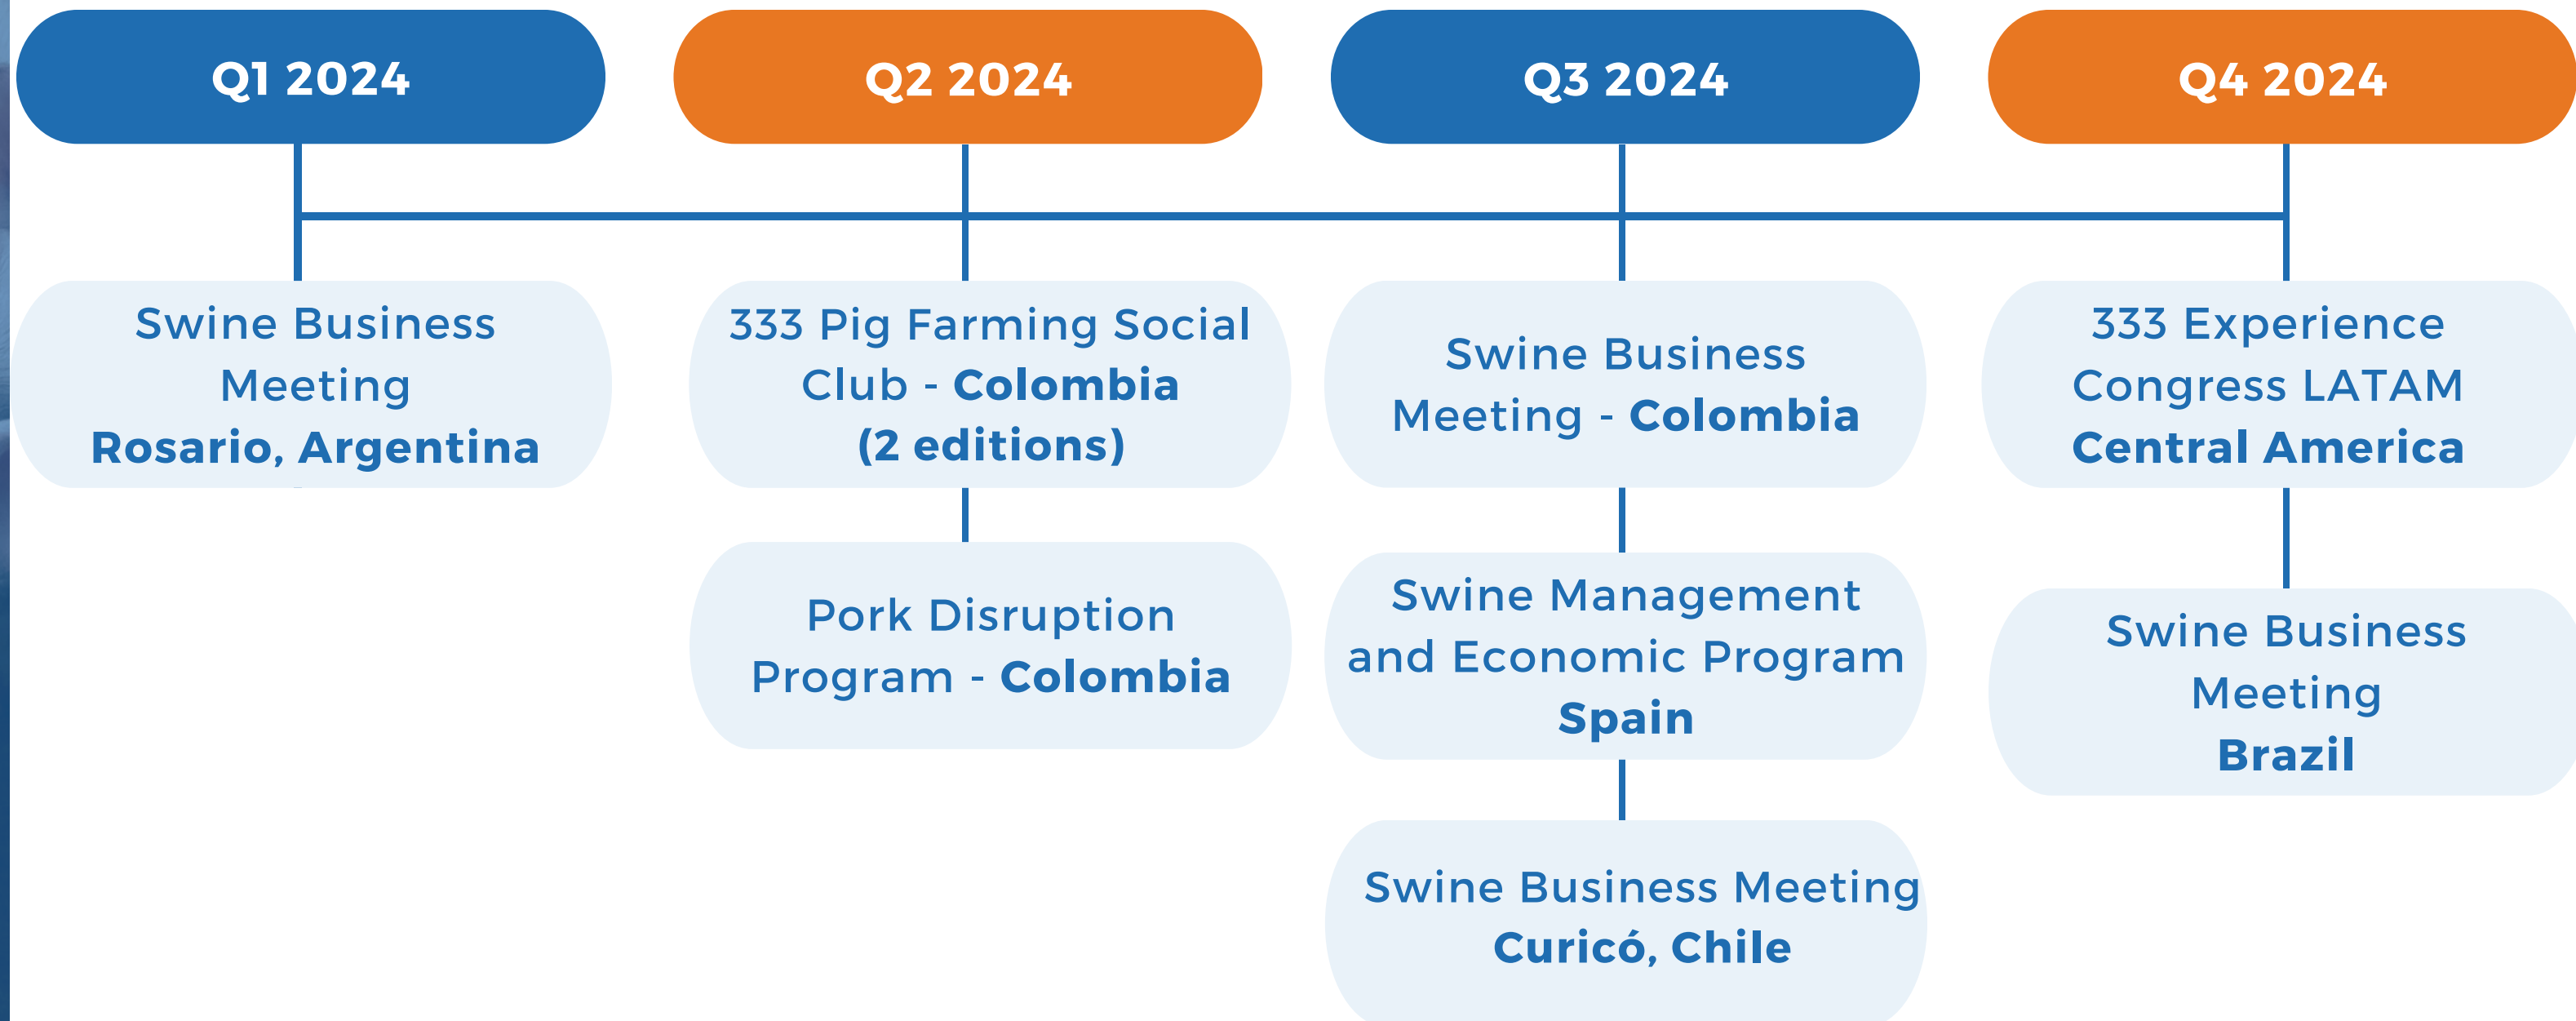 Q1 2024
Swine Business
Meeting
Rosario, Argentina
Q2 2024
333 Pig Farming Social
Club - Colombia
(2 editions)
Pork Disruption
Program - Colombia
Q3 2024
Swine Business
Meeting - Colombia
Swine Management
and Economic Program
Spain
Swine Business Meeting
Curicó, Chile
Q4 2024
333 Experience
Congress LATAM
Central America
Swine Business
Meeting
Brazil